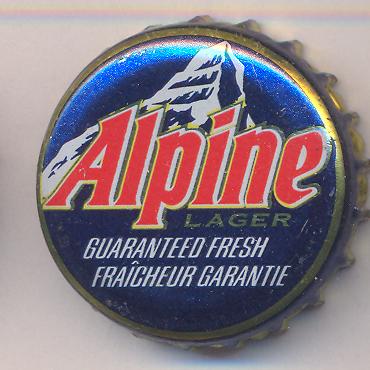 Alpine
LAGER
GUARANTEED FRESH
FRAÎCHEUR GARANTIE